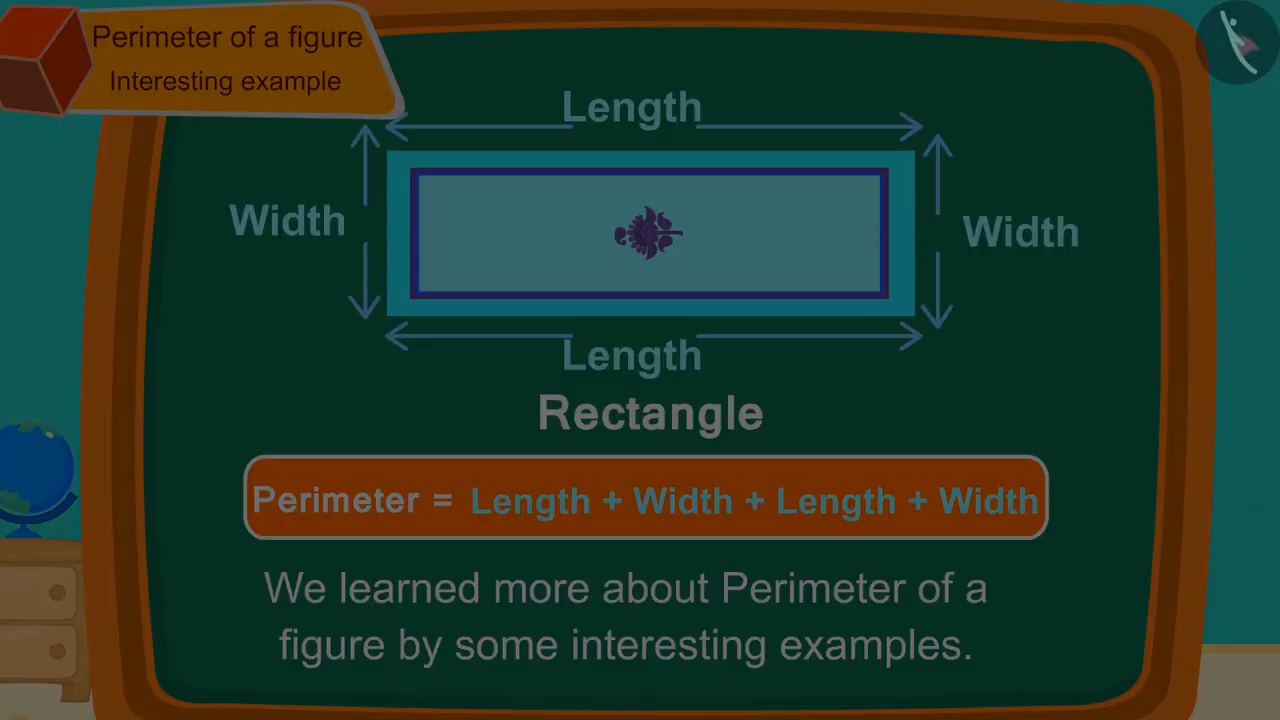 Perimeter of a figure
Interesting example
Length
Width
Width
Length
Rectangle
Perimeter = Length + Width + Length + Width
We learned more about Perimeter of a
figure by some interesting examples.